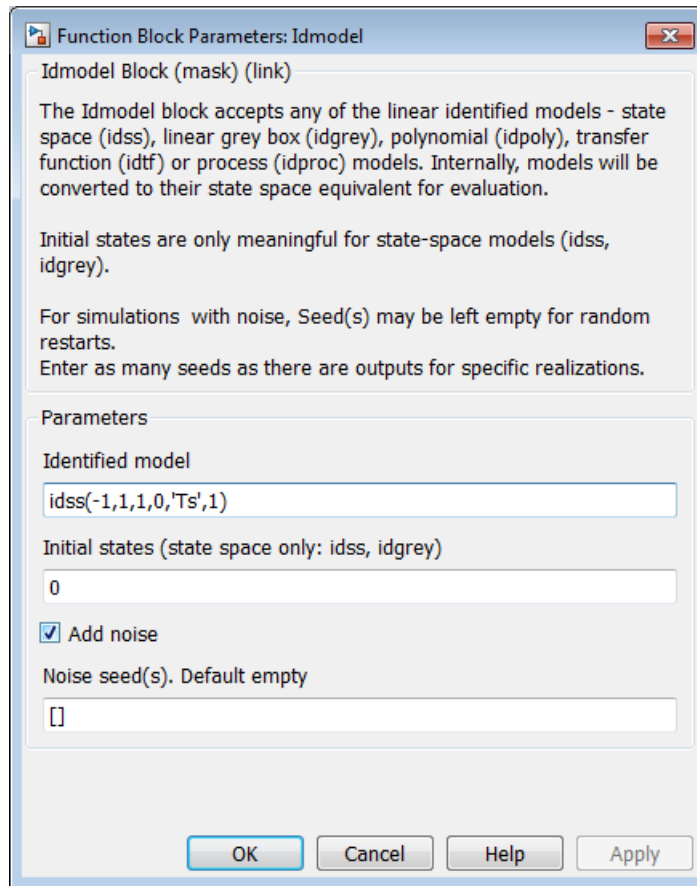 Function Block Parameters: Idmodel
Idmodel Block (mask) (link)
The Idmodel block accepts any of the linear identified models - state
space (idss), linear grey box (idgrey), polynomial (idpoly), transfer
function (idtf) or process (idproc) models. Internally, models will be
converted to their state space equivalent for evaluation.
Initial states are only meaningful for state-space models (idss,
idgrey).
For simulations  with noise, Seed(s) may be left empty for random
restarts.
Enter as many seeds as there are outputs for specific realizations.
Parameters
Identified model
idss(-1,1,1,0,'Ts',1)
Initial states (state space only: idss, idgrey)
0
Add noise
Noise seed(s). Default empty
[]
OK Cancel Help Apply